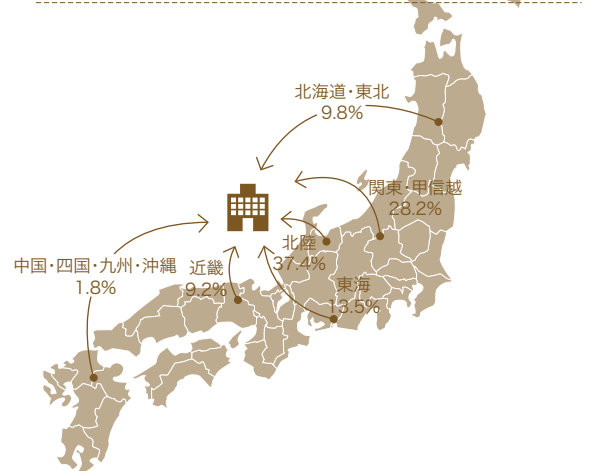 北海道・東北
9.8%
関東・甲信越
28.2%
北陸
37.4%
東海
13.5%
近畿
9.2%
中国・四国・九州・沖縄
1.8%